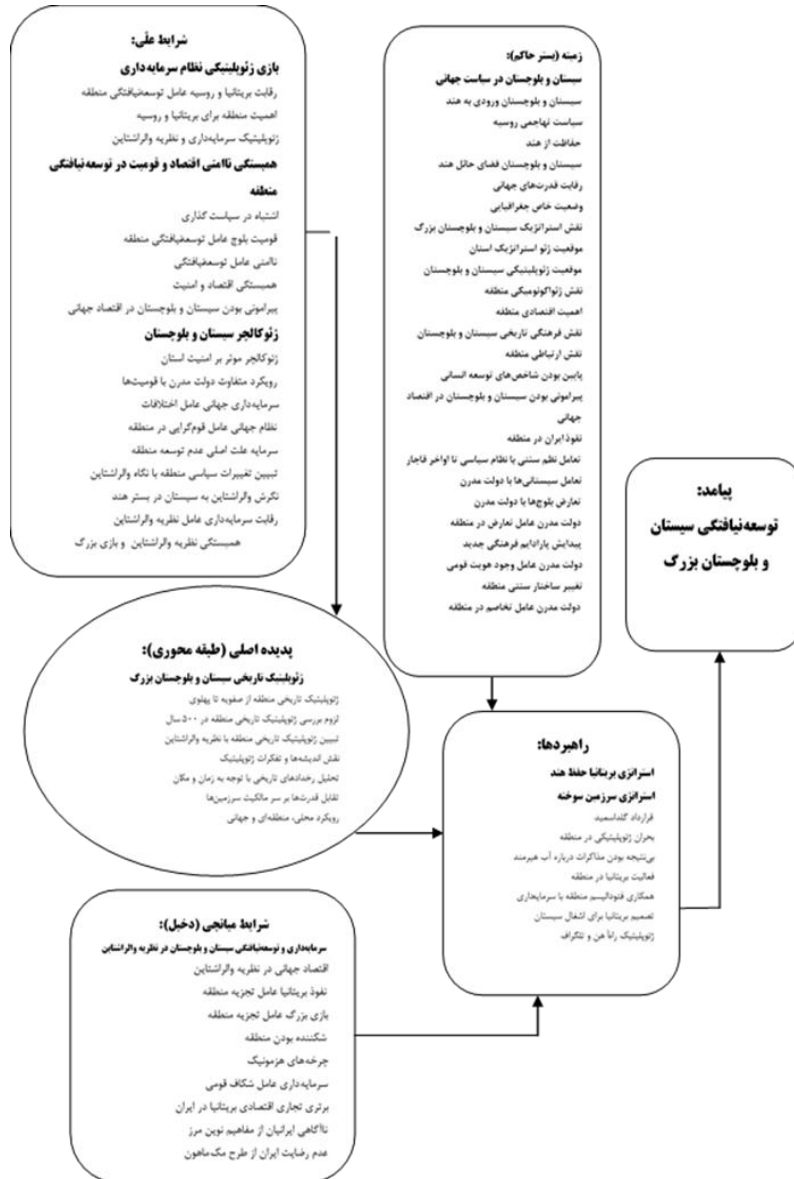 شرایط علّی:
بازی ژئوپلیتیکی نظام سرمایه‌داری
رقابت بریتانیا و روسیه عامل توسعه‌نیافتگی منطقه
اهمیت منطقه برای بریتانیا و روسیه
ژئوپلیتیک سرمایه‌داری و نظریه والراشتاین
همبستگی ناامنی اقتصاد و قومیت در توسعه‌نیافتگی
منطقه
اشتباه در سیاست گذاری
قومیت بلوچ عامل توسعه‌نیافتگی منطقه
ناامنی عامل توسعه‌نیافتگی
همبستگی اقتصاد و امنیت
پیرامونی بودن سیستان و بلوچستان در اقتصاد جهانی
ژئوکالچر سیستان و بلوچستان
ژئوکالچر موثر بر امنیت استان
رویکرد متفاوت دولت مدرن با قومیت‌ها
سرمایه‌داری جهانی عامل اختلافات
نظام جهانی عامل قوم‌گرایی در منطقه
سرمایه علت اصلی عدم توسعه منطقه
تبیین تغییرات سیاسی منطقه با نگاه والراشتاین
نگرش والراشتاین به سیستان در بستر هند
رقابت سرمایه‌داری عامل نظریه والراشتاین
همبستگی نظریه والراشتاین و بازی بزرگ
زمینه (بستر حاکم):
سیستان و بلوچستان در سیاست جهانی
سیستان و بلوچستان ورودی به هند
سیاست تهاجمی روسیه
حفاظت از هند
سیستان و بلوچستان فضای حائل هند
رقابت قدرت‌های جهانی
وضعیت خاص جغرافیایی
نقش استراتژیک سیستان و بلوچستان بزرگ
موقعیت ژئو استراتژیک استان
موقعیت ژئوپلیتیکی سیستان و بلوچستان
نقش ژئواکونومیکی منطقه
اهمیت اقتصادی منطقه
نقش فرهنگی تاریخی سیستان و بلوچستان
نقش ارتباطی منطقه
پایین بودن شاخص‌های توسعه انسانی
پیرامونی بودن سیستان و بلوچستان در اقتصاد
جهانی
نفوذ ایران در منطقه
تعامل نظم سنتی با نظام سیاسی تا اواخر قاجار
تعامل سیستانی‌ها با دولت مدرن
تعارض بلوچ‌ها با دولت مدرن
دولت مدرن عامل تعارض در منطقه
پیدایش پارادایم فرهنگی جدید
دولت مدرن عامل وجود هویت قومی
تغییر ساختار سنتی منطقه
دولت مدرن عامل تخاصم در منطقه
پیامد:
توسعه‌نیافتگی سیستان
و بلوچستان بزرگ
پدیده اصلی (طبقه محوری):
ژئوپلیتیک تاریخی سیستان و بلوچستان بزرگ
ژئوپلیتیک تاریخی منطقه از صفویه تا پهلوی
لزوم بررسی ژئوپلیتیک تاریخی منطقه در ۵۰۰ سال
تبیین ژئوپلیتیک تاریخی منطقه با نظریه والراشتاین
نقش اندیشه‌ها و تفکرات ژئوپلیتیک
تحلیل رخدادهای تاریخی با توجه به زمان و مکان
تقابل قدرت‌ها بر سر مالکیت سرزمین‌ها
رویکرد محلی، منطقه‌ای و جهانی
راهبردها:
استراتژی بریتانیا حفظ هند
استراتژی سرزمین سوخته
قرارداد گلداسمید
بحران ژئوپلیتیکی در منطقه
بی‌نتیجه بودن مذاکرات درباره آب هیرمند
فعالیت بریتانیا در منطقه
همکاری فئودالیسم منطقه با سرمایه‌داری
تصمیم بریتانیا برای اشغال سیستان
ژئوپلیتیک راه آهن و تلگراف
شرایط میانجی (دخیل):
سرمایه‌داری و توسعه‌نیافتگی سیستان و بلوچستان در نظریه والراشتاین
اقتصاد جهانی در نظریه والراشتاین
نفوذ بریتانیا عامل تجزیه منطقه
بازی بزرگ عامل تجزیه منطقه
شکننده بودن منطقه
چرخه‌های هژمونیک
سرمایه‌داری عامل شکاف قومی
برتری تجاری اقتصادی بریتانیا در ایران
ناآگاهی ایرانیان از مفاهیم نوین مرز
عدم رضایت ایران از طرح مک‌ماهون